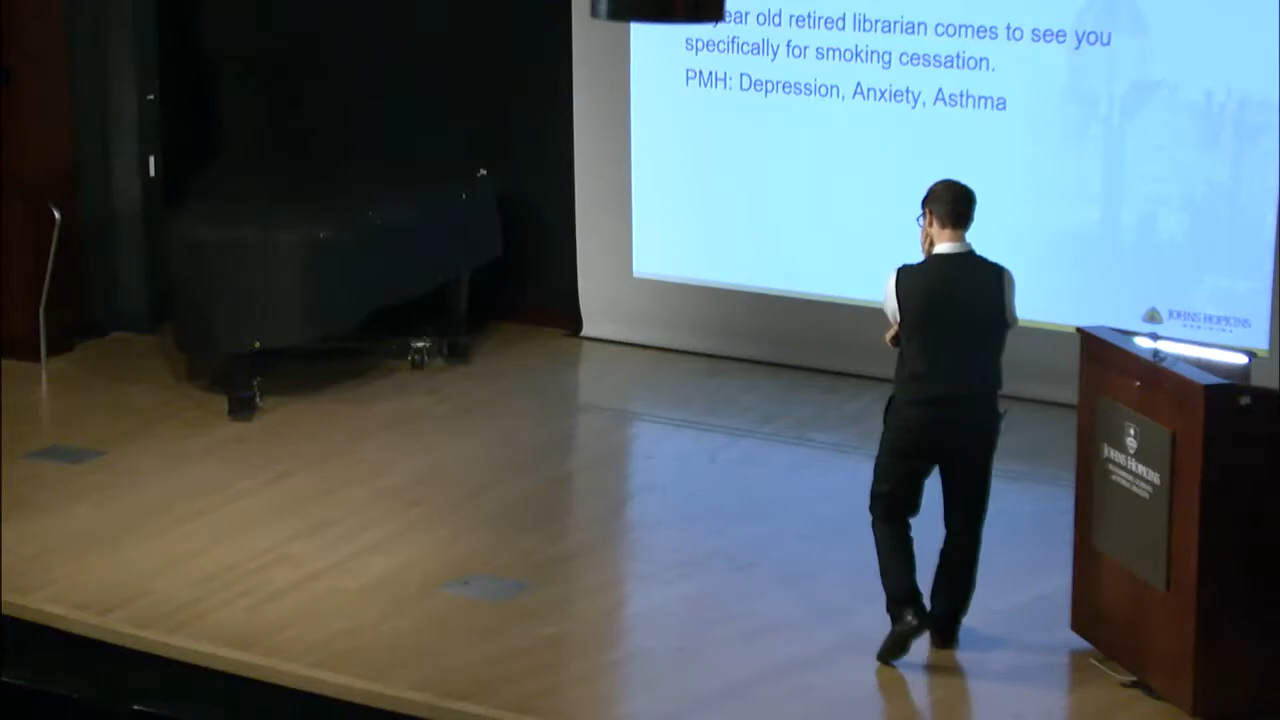 year old retired librarian comes to see you
specifically for smoking cessation.
PMH: Depression, Anxiety, Asthma
JOHNS HOPKINS
MEDICINE
JOHNS HOPKINS